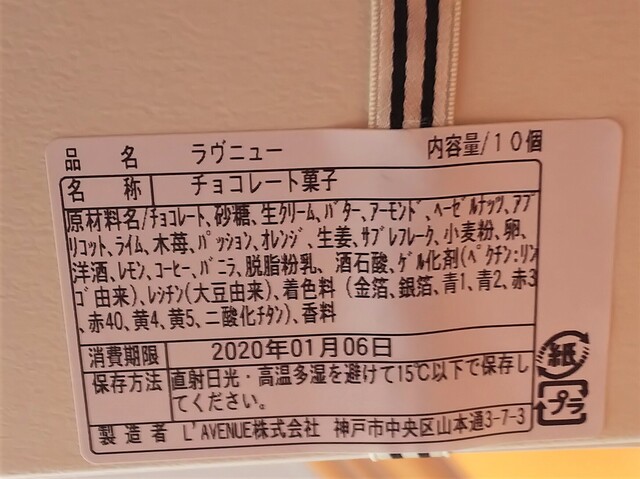 品名 ラヴニュー 内容量/10個
名称 チョコレート菓子
原材料名/チョコレート、砂糖、生クリーム、バター、アーモンド、ヘーゼルナッツ、アプ
リコット、ライム、木苺、パッション、オレンジ、生姜、サブレフレーク、小麦粉、卵、
洋酒、レモン、コーヒー、バニラ、脱脂粉乳、酒石酸、ゲル化剤(ペクチン:リン
ゴ由来)、レシチン(大豆由来)、着色料(金箔、銀箔、青1、青2、赤3
、赤40、黄4、黄5、二酸化チタン)、香料
消費期限 2020年01月06日
保存方法 直射日光・高温多湿を避けて15℃以下で保存し
てください。
製造者 L'AVENUE株式会社 神戸市中央区山本通3-7-3
紙
プラ